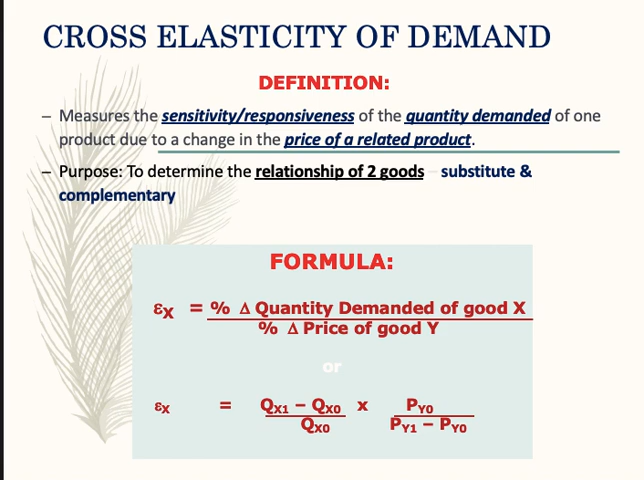 CROSS ELASTICITY OF DEMAND
DEFINITION:
– Measures the sensitivity/responsiveness of the quantity demanded of one
product due to a change in the price of a related product.
– Purpose: To determine the relationship of 2 goods – substitute &
complementary
FORMULA:
εX = % Δ Quantity Demanded of good X
% Δ Price of good Y
or
εX = QX1 – QX0 x PY0
QX0 PY1 – PY0